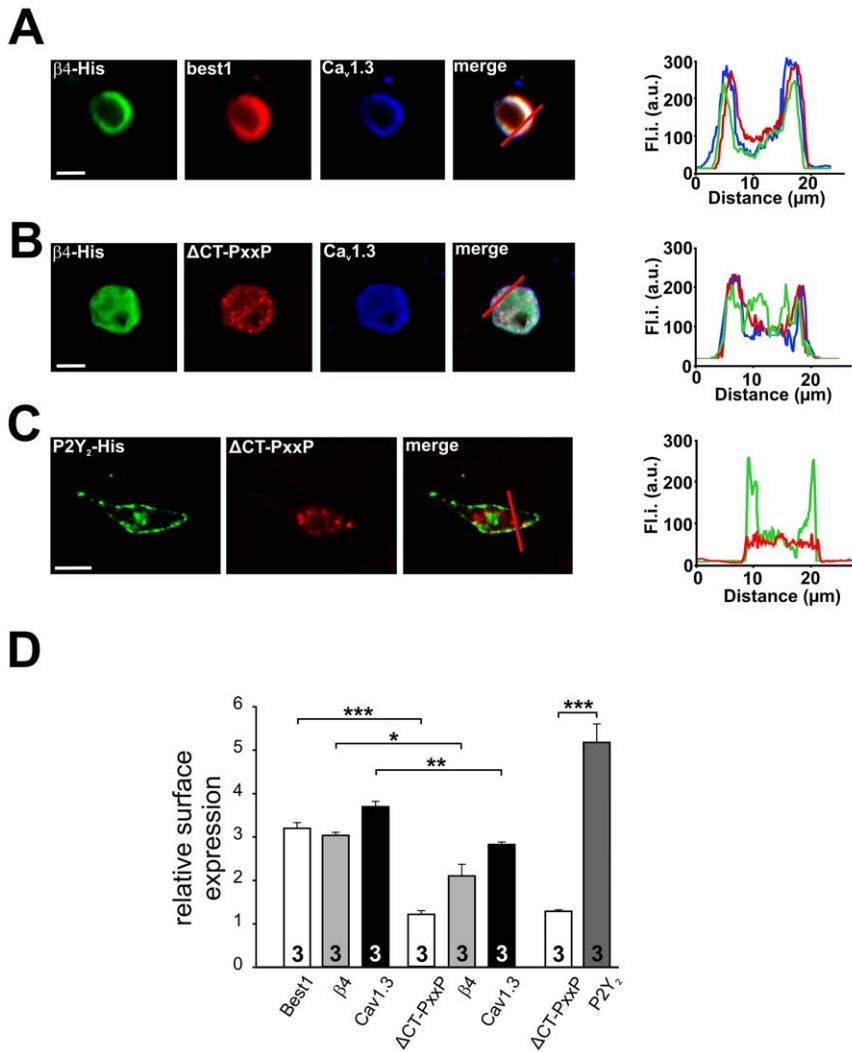 A
β4-His best1 Caᵥ1.3 merge
300
200
100
0
Fl.i. (a.u.)
0 10 20
Distance (µm)
B
β4-His ΔCT-PxxP Caᵥ1.3 merge
300
200
100
0
Fl.i. (a.u.)
0 10 20
Distance (µm)
C
P2Y₂-His ΔCT-PxxP merge
300
200
100
0
Fl.i. (a.u.)
0 10 20
Distance (µm)
D
relative surface
expression
6
5
4
3
2
1
0
*** ***
*
**
3 3 3 3 3 3 3 3
Best1 β4 Cav1.3 ΔCT-PxxP β4 Cav1.3 ΔCT-PxxP P2Y₂